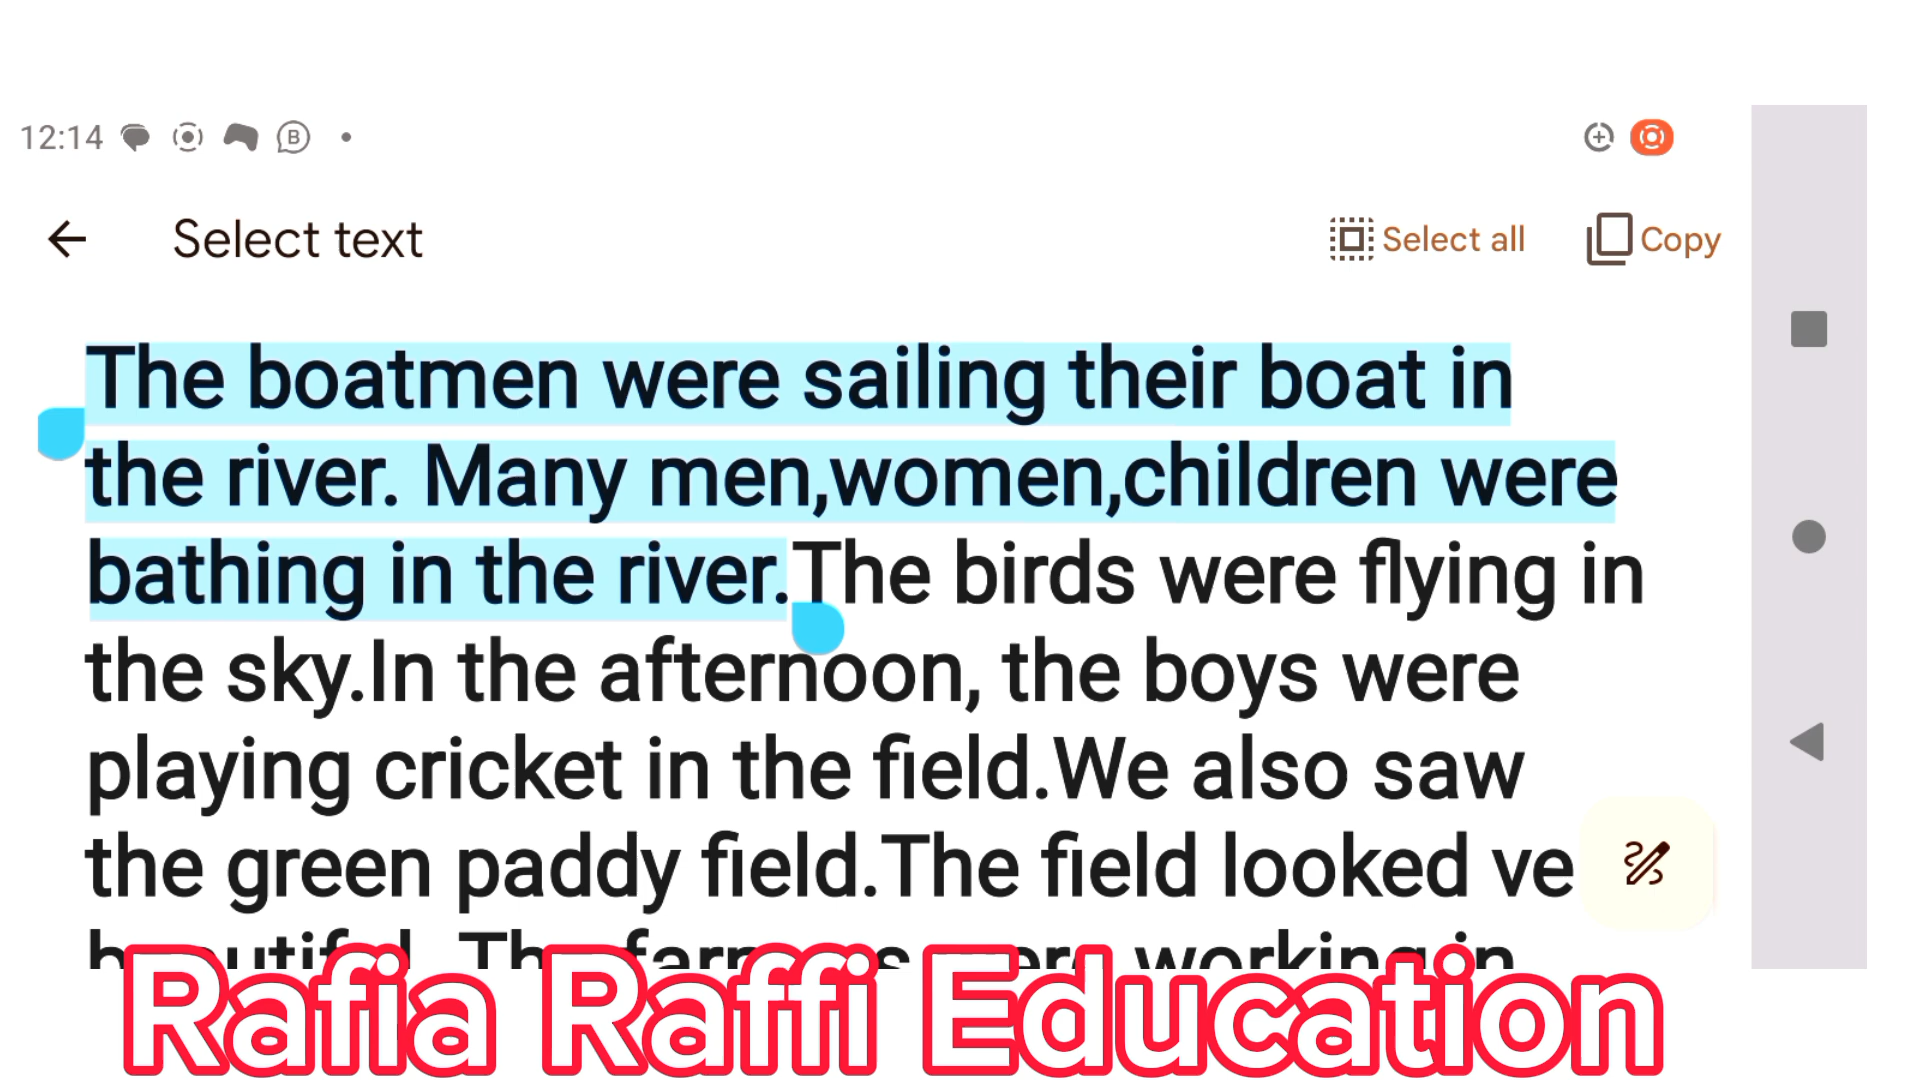 12:14
Select text
Select all
Copy
The boatmen were sailing their boat in
the river. Many men,women,children were
bathing in the river.The birds were flying in
the sky.In the afternoon, the boys were
playing cricket in the field.We also saw
the green paddy field.The field looked ve
working in
Rafia Raffi Education